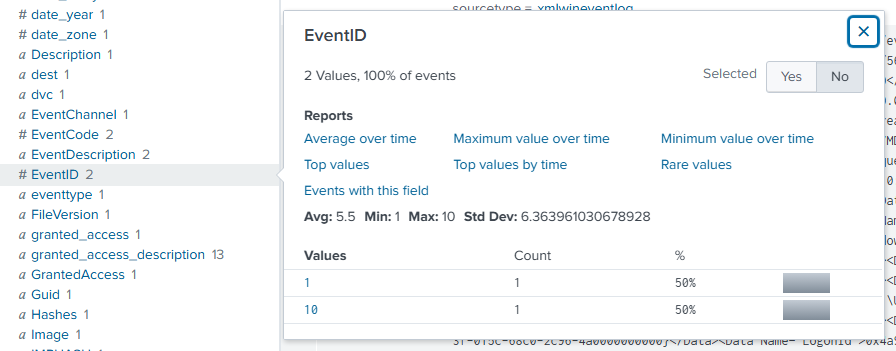 # date_year 1
# date_zone 1
a Description 1
a dest 1
a dvc 1
a EventChannel 1
# EventCode 2
a EventDescription 2
# EventID 2
a eventtype 1
a FileVersion 1
a granted_access 1
a granted_access_description 13
a GrantedAccess 1
a Guid 1
a Hashes 1
a Image 1
sourcetype = xmlwineventlog
EventID
2 Values, 100% of events
Selected Yes No
Reports
Average over time Maximum value over time Minimum value over time
Top values Top values by time Rare values
Events with this field
Avg: 5.5 Min: 1 Max: 10 Std Dev: 6.363961030678928
Values Count %
1 1 50%
10 1 50%